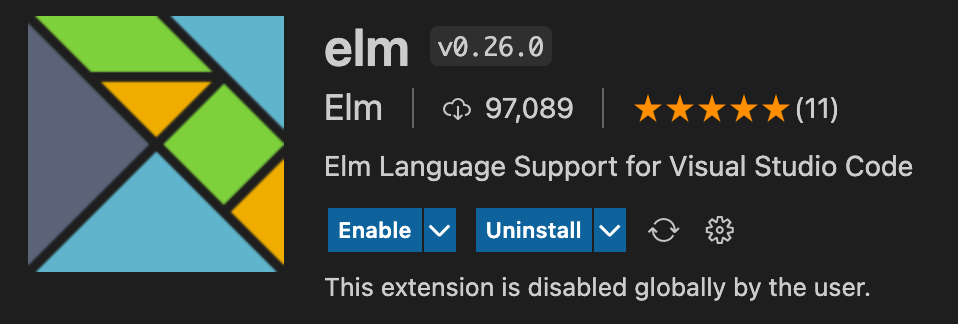 elm v0.26.0
Elm 97,089 (11)
Elm Language Support for Visual Studio Code
Enable Uninstall
This extension is disabled globally by the user.